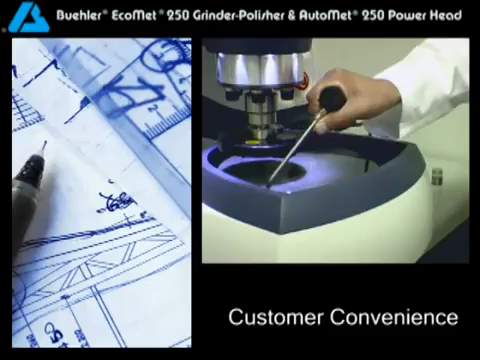 Buehler® EcoMet® 250 Grinder-Polisher & AutoMet® 250 Power Head
Customer Convenience